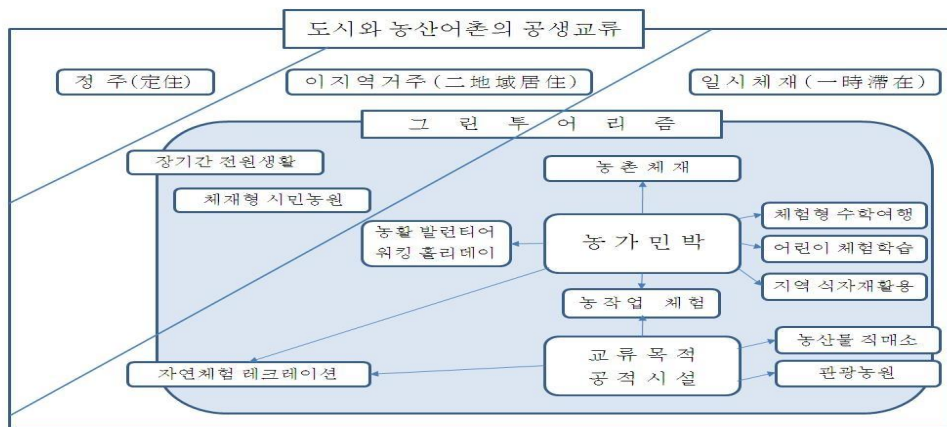 도시와 농산어촌의 공생교류
정 주(定住)
이지역거주(二地域居住)
일시체재(一時滯在)
그 린 투 어 리 즘
장기간 전원생활
농촌 체 재
체재형 시민농원
체험형 수학여행
농활 발런티어
워킹 홀리데이
농 가 민 박
어린이 체험학습
지역 식자재활용
농작업 체험
교 류 목 적
공 적 시 설
농산물 직매소
자연체험 레크레이션
관광농원